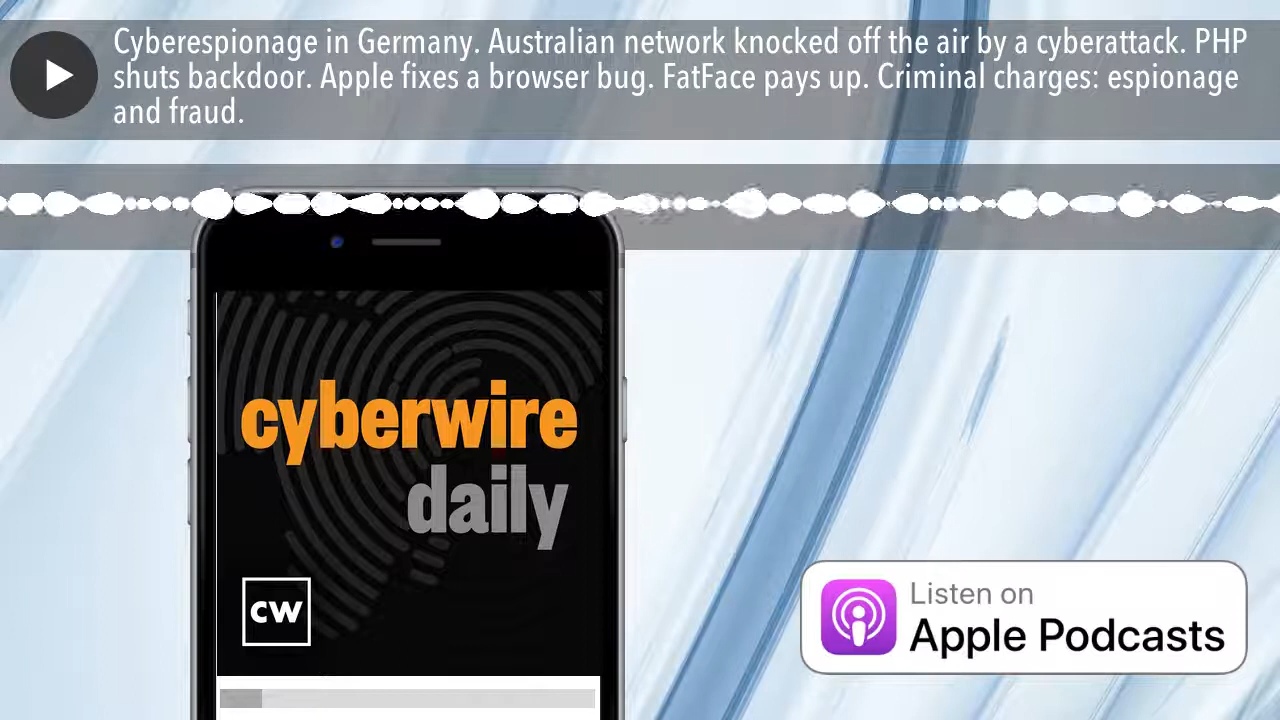 Cyberespionage in Germany. Australian network knocked off the air by a cyberattack. PHP
shuts backdoor. Apple fixes a browser bug. FatFace pays up. Criminal charges: espionage
and fraud.
cyberwire
daily
CW
Listen on
Apple Podcasts